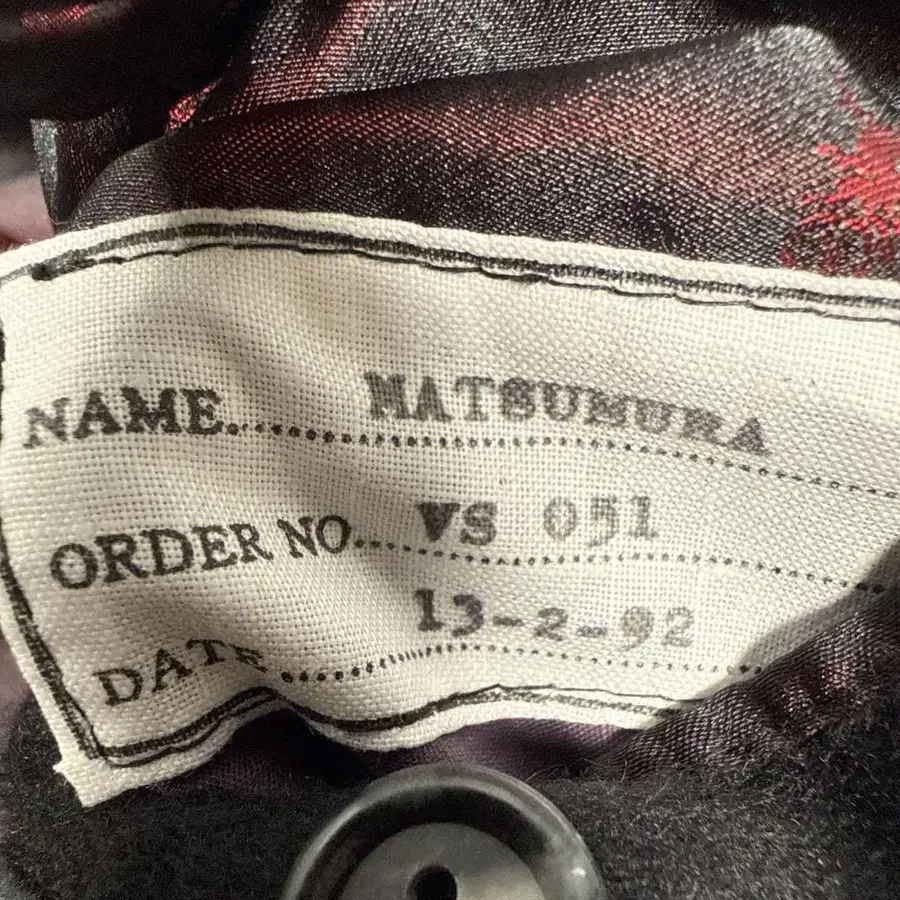 NAME..... MATSUMURA
ORDER NO... VS 051
DATE..... 13-2-92